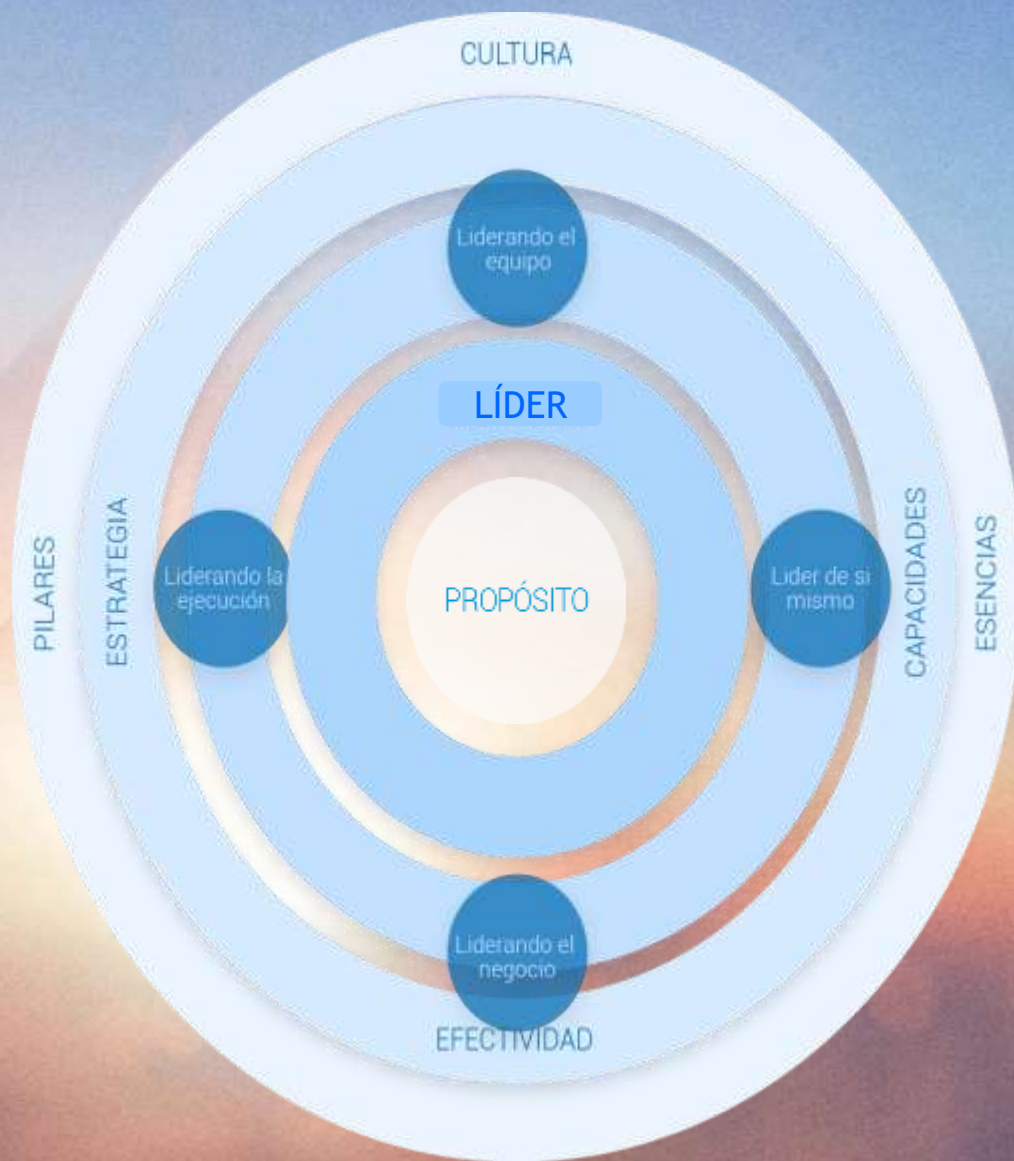 CULTURA
Liderando el
equipo
LÍDER
PILARES
ESTRATEGIA
Liderando la
ejecución
PROPÓSITO
Lider de si
mismo
CAPACIDADES
ESENCIAS
Liderando el
negocio
EFECTIVIDAD